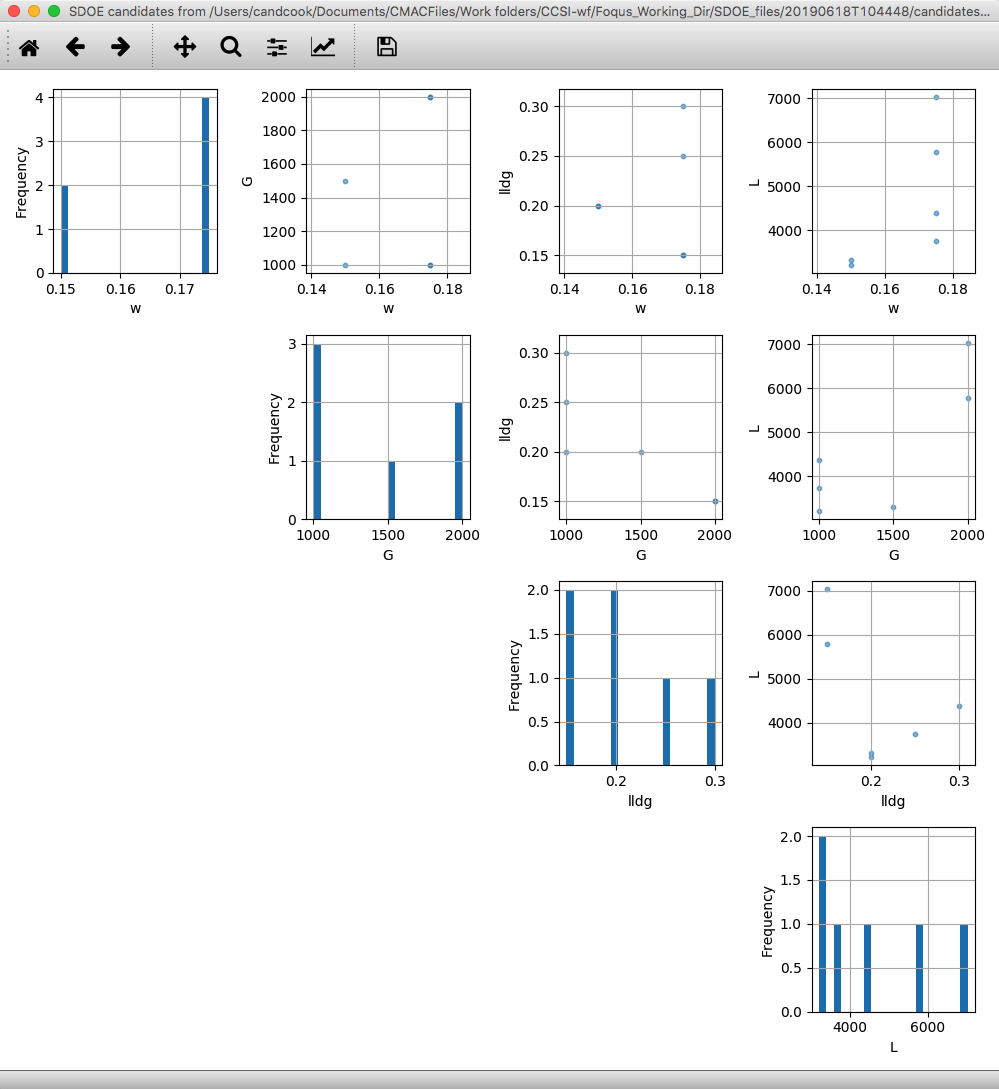 SDOE candidates from /Users/candcook/Documents/CMACFiles/Work folders/CCSI-wf/Foqus_Working_Dir/SDOE_files/20190618T104448/candidates...
4
3
2
1
0
Frequency
0.15 0.16 0.17
w
2000
1800
1600
1400
1200
1000
G
0.14 0.16 0.18
w
0.30
0.25
0.20
0.15
lldg
0.14 0.16 0.18
w
7000
6000
5000
4000
L
0.14 0.16 0.18
w
3
2
1
0
Frequency
1000 1500 2000
G
0.30
0.25
0.20
0.15
lldg
1000 1500 2000
G
7000
6000
5000
4000
L
1000 1500 2000
G
2.0
1.5
1.0
0.5
0.0
Frequency
0.2 0.3
lldg
7000
6000
5000
4000
L
0.2 0.3
lldg
2.0
1.5
1.0
0.5
0.0
Frequency
4000 6000
L